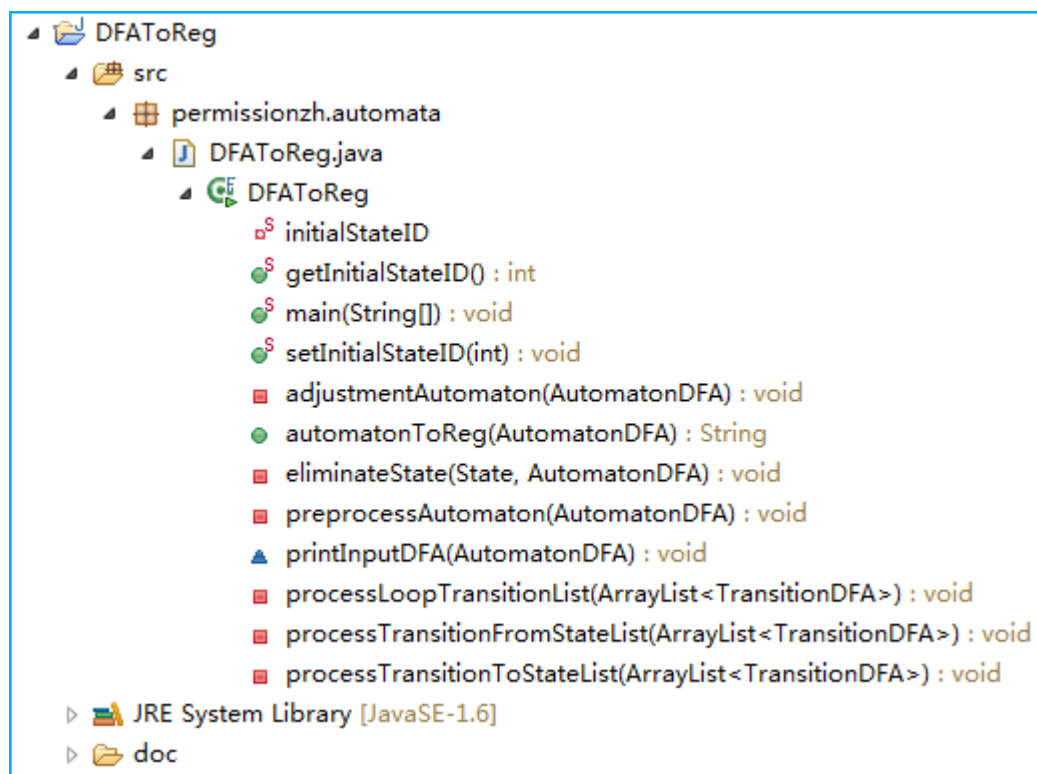 DFAToReg
src
permissionzh.automata
DFAToReg.java
DFAToReg
initialStateID
getInitialStateID() : int
main(String[]) : void
setInitialStateID(int) : void
adjustmentAutomaton(AutomatonDFA) : void
automatonToReg(AutomatonDFA) : String
eliminateState(State, AutomatonDFA) : void
preprocessAutomaton(AutomatonDFA) : void
printInputDFA(AutomatonDFA) : void
processLoopTransitionList(ArrayList<TransitionDFA>) : void
processTransitionFromStateList(ArrayList<TransitionDFA>) : void
processTransitionToStateList(ArrayList<TransitionDFA>) : void
JRE System Library [JavaSE-1.6]
doc